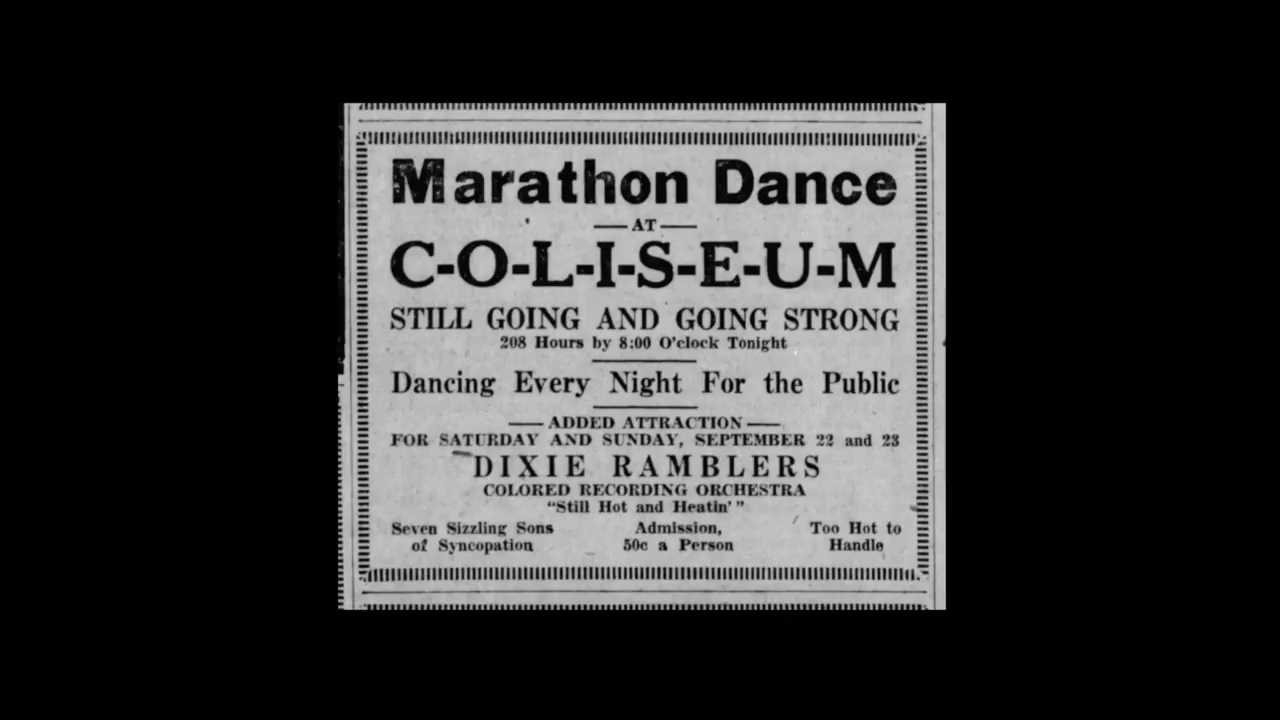 Marathon Dance
— AT —
C-O-L-I-S-E-U-M
STILL GOING AND GOING STRONG
208 Hours by 8:00 O'clock Tonight
Dancing Every Night For the Public
— ADDED ATTRACTION —
FOR SATURDAY AND SUNDAY, SEPTEMBER 22 and 23
DIXIE RAMBLERS
COLORED RECORDING ORCHESTRA
"Still Hot and Heatin' "
Seven Sizzling Sons
of Syncopation
Admission,
50c a Person
Too Hot to
Handle